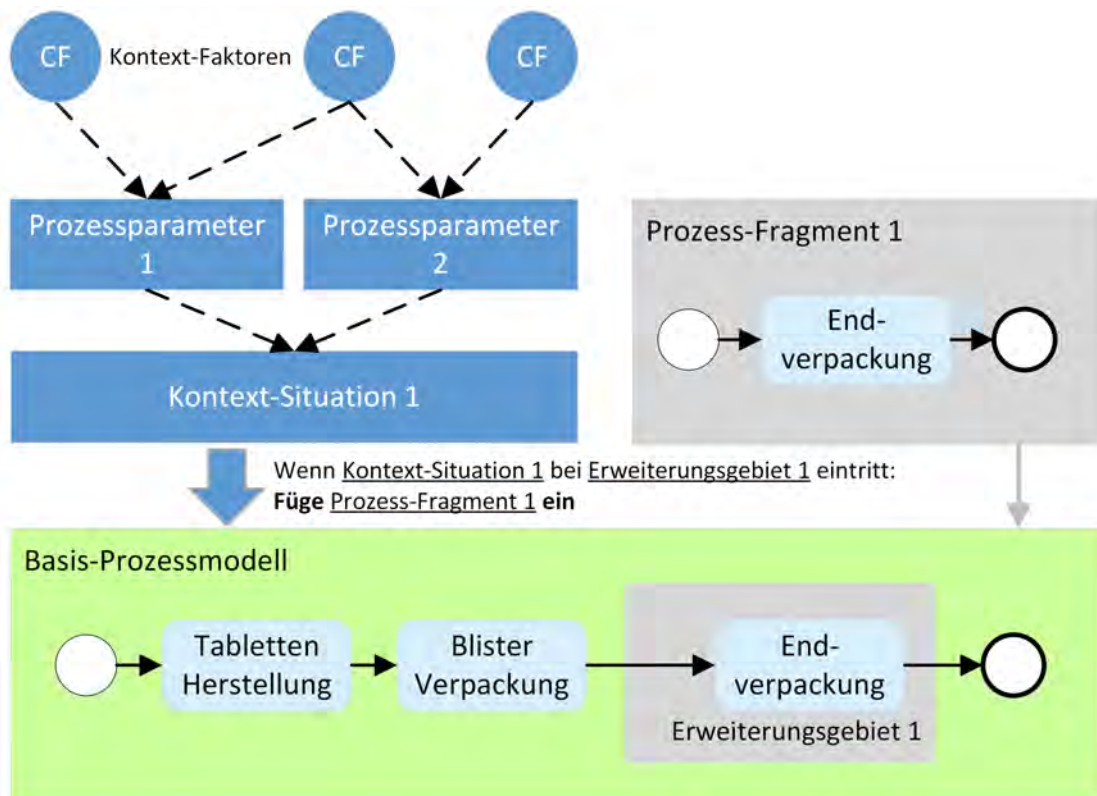 CF
Kontext-Faktoren
CF
CF
Prozessparameter
1
Prozessparameter
2
Kontext-Situation 1
Prozess-Fragment 1
End-
verpackung
Wenn Kontext-Situation 1 bei Erweiterungsgebiet 1 eintritt:
Füge Prozess-Fragment 1 ein
Basis-Prozessmodell
Tabletten
Herstellung
Blister
Verpackung
End-
verpackung
Erweiterungsgebiet 1